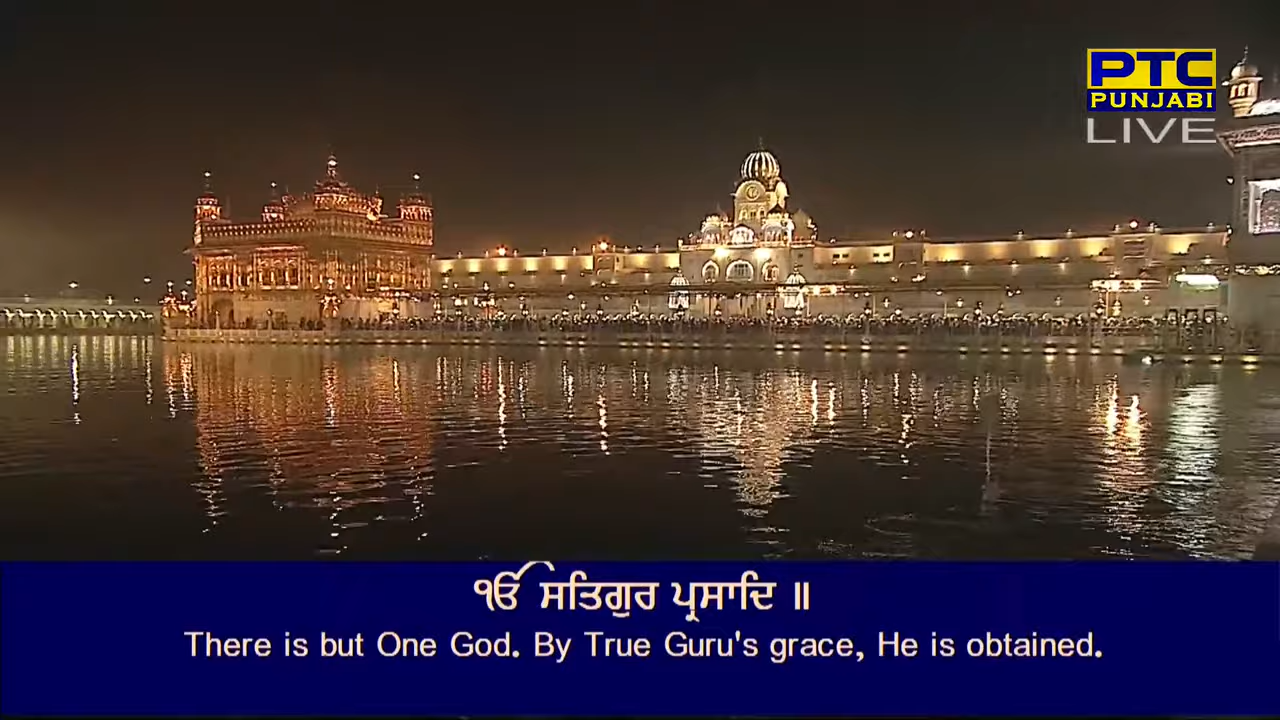 PTC
PUNJABI
LIVE
ੴ ਸਤਿਗੁਰ ਪ੍ਰਸਾਦਿ ॥
There is but One God. By True Guru's grace, He is obtained.